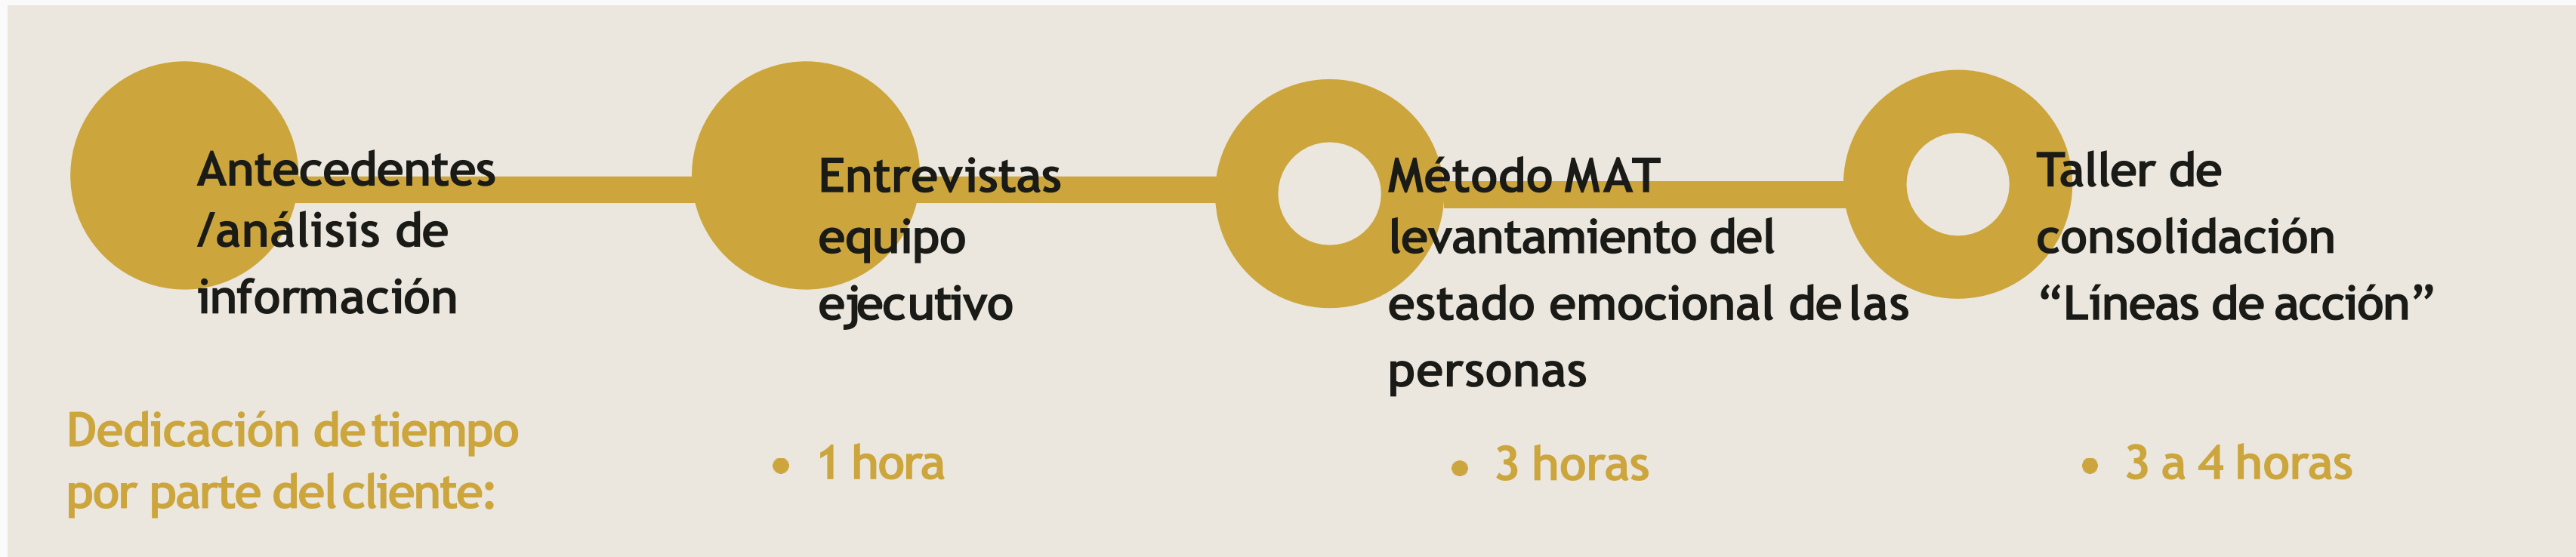 Antecedentes
/análisis de
información
Entrevistas
equipo
ejecutivo
Método MAT
levantamiento del
estado emocional de las
personas
Taller de
consolidación
“Líneas de acción”
Dedicación de tiempo
por parte del cliente:
• 1 hora
• 3 horas
• 3 a 4 horas